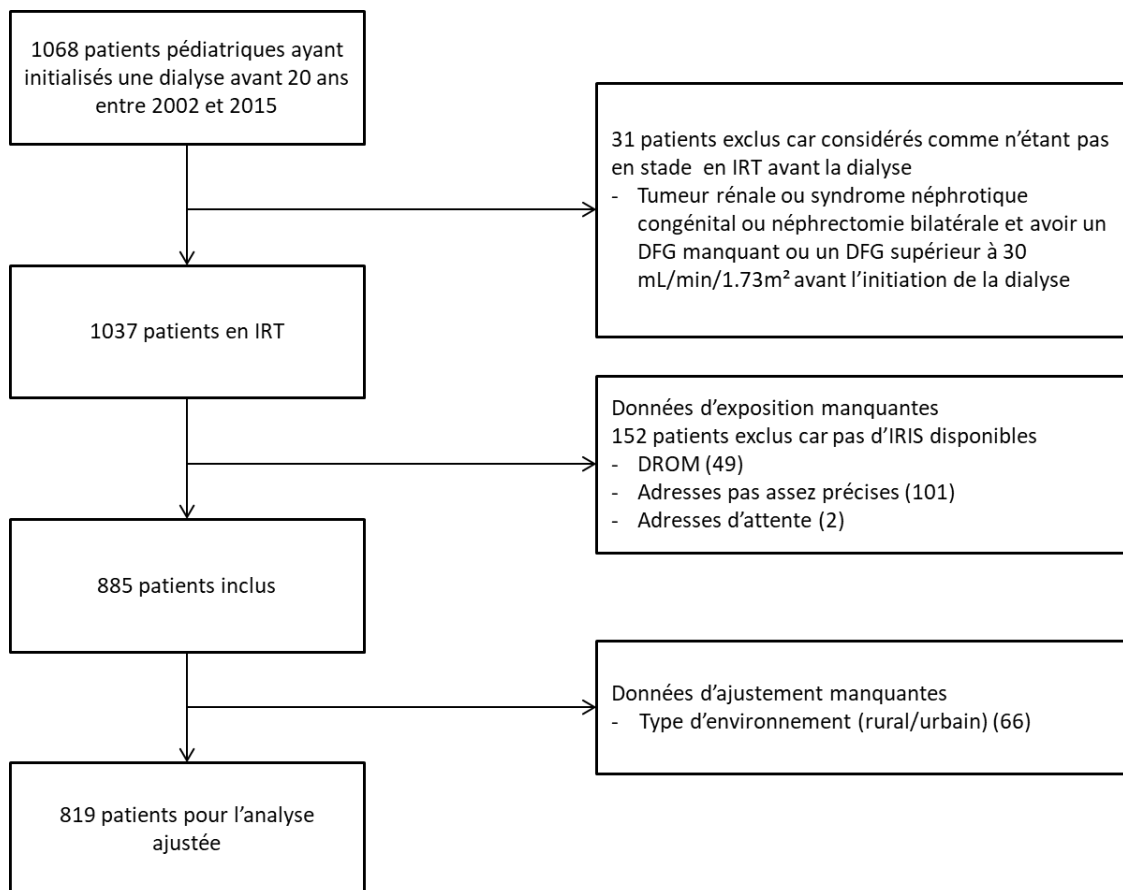 1068 patients pédiatriques ayant
initialisés une dialyse avant 20 ans
entre 2002 et 2015
31 patients exclus car considérés comme n’étant pas
en stade en IRT avant la dialyse
- Tumeur rénale ou syndrome néphrotique
congénital ou néphrectomie bilatérale et avoir un
DFG manquant ou un DFG supérieur à 30
mL/min/1.73m² avant l’initiation de la dialyse
1037 patients en IRT
Données d’exposition manquantes
152 patients exclus car pas d’IRIS disponibles
- DROM (49)
- Adresses pas assez précises (101)
- Adresses d’attente (2)
885 patients inclus
Données d’ajustement manquantes
- Type d’environnement (rural/urbain) (66)
819 patients pour l’analyse
ajustée